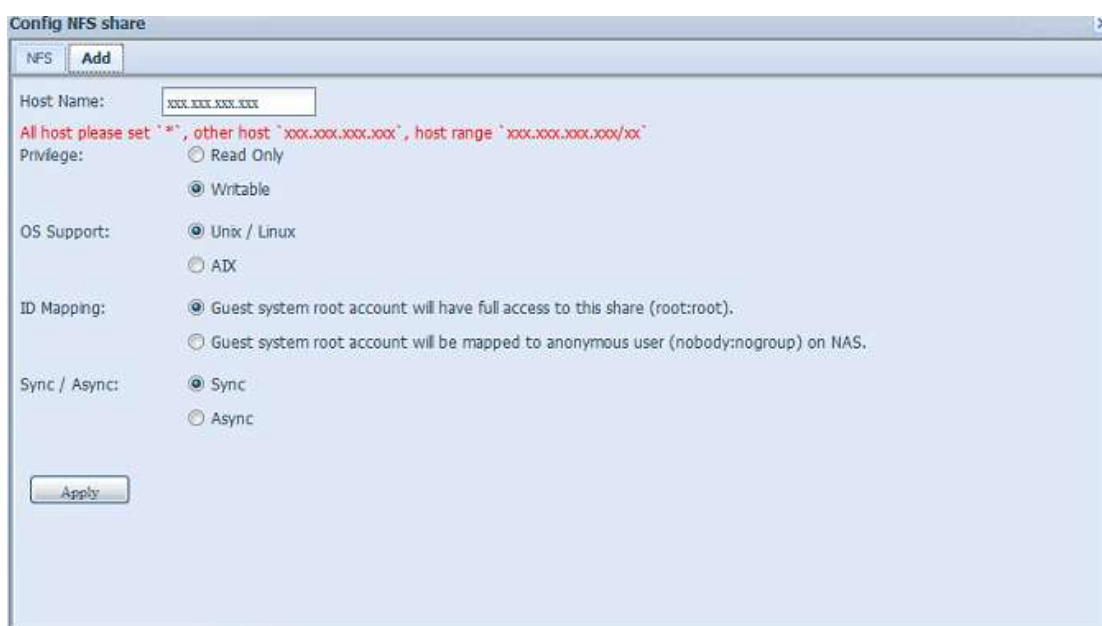 Config NFS share
NFS Add
Host Name: xxx.xxx.xxx.xxx
All host please set `*`, other host `xxx.xxx.xxx.xxx`, host range `xxx.xxx.xxx.xxx/xx`
Privilege: Read Only
Writable
OS Support: Unix / Linux
AIX
ID Mapping: Guest system root account will have full access to this share (root:root).
Guest system root account will be mapped to anonymous user (nobody:nogroup) on NAS.
Sync / Async: Sync
Async
Apply